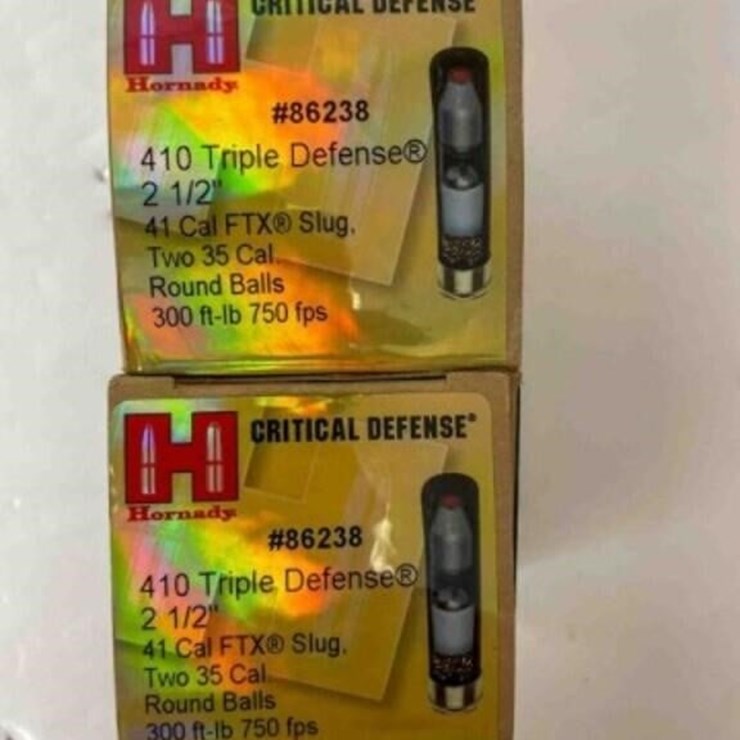 CRITICAL DEFENSE
H
Hornady
#86238
410 Triple Defense®
2 1/2"
41 Cal FTX® Slug,
Two 35 Cal.
Round Balls
300 ft-lb 750 fps
H
CRITICAL DEFENSE®
Hornady
#86238
410 Triple Defense®
2 1/2"
41 Cal FTX® Slug,
Two 35 Cal.
Round Balls
300 ft-lb 750 fps